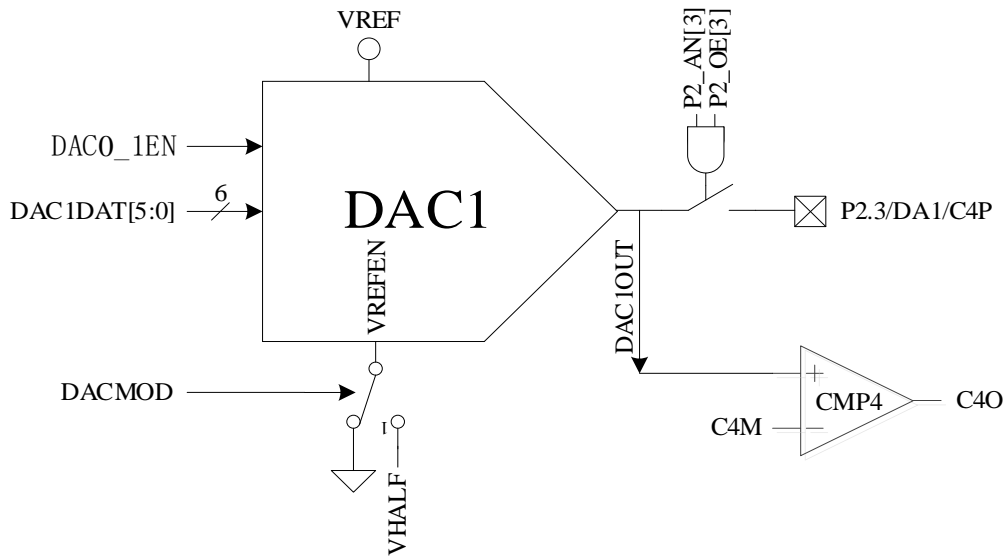 VREF
P2_AN[3]
P2_OE[3]
DAC0_1EN
6
DAC1DAT[5:0]
DAC1
P2.3/DA1/C4P
VREFEN
DAC1OUT
DACMOD
+
CMP4
C4O
C4M
1
VHALF